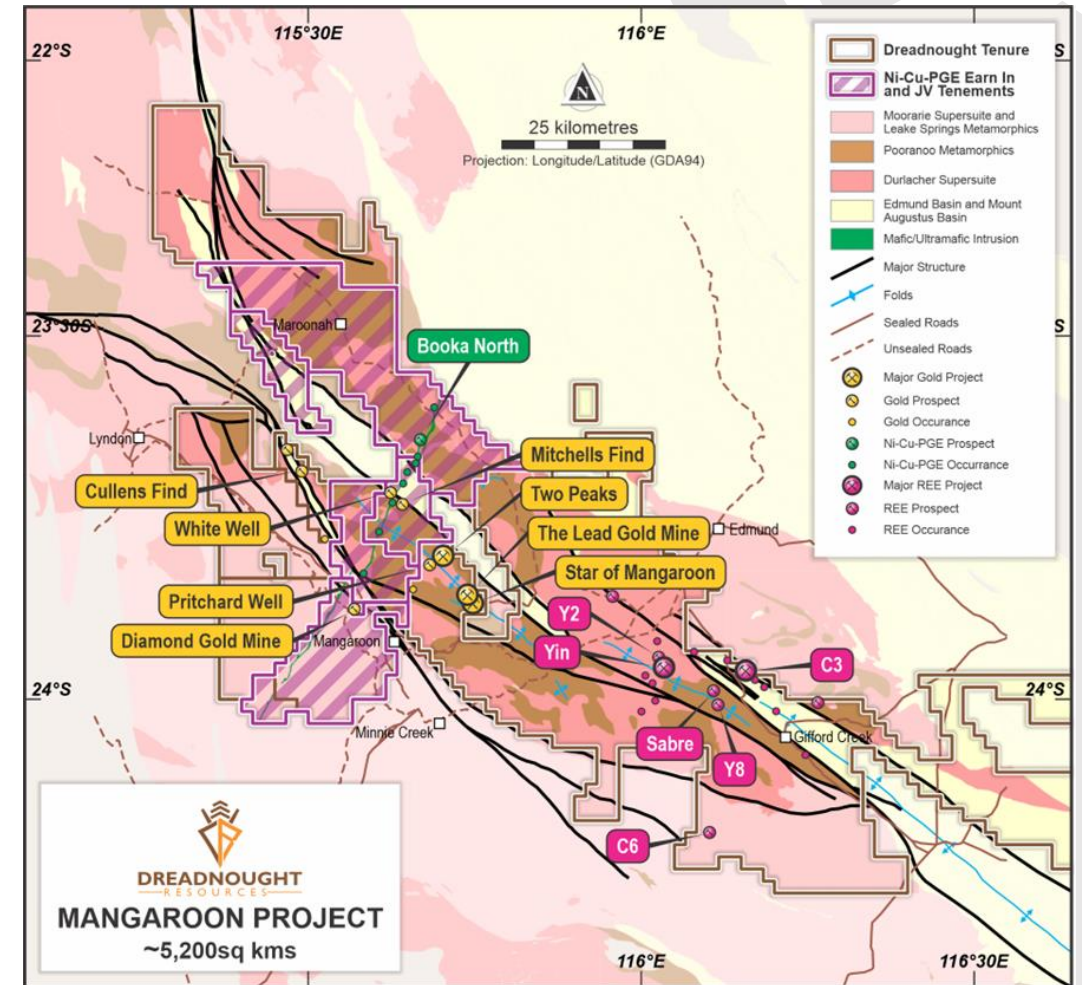 115°30'E
116°E
22°S
S
Dreadnought Tenure
Ni-Cu-PGE Earn In
and JV Tenements
Moorarie Supersuite and
Leake Springs Metamorphics
Pooranoo Metamorphics
Durlacher Supersuite
Edmund Basin and Mount
Augustus Basin
Mafic/Ultramafic Intrusion
Major Structure
Folds
Sealed Roads
Unsealed Roads
Major Gold Project
Gold Prospect
Gold Occurance
Ni-Cu-PGE Prospect
Ni-Cu-PGE Occurrance
Major REE Project
REE Prospect
REE Occurance
N
25 kilometres
Projection: Longitude/Latitude (GDA94)
23°30S
S
Maroonah
Booka North
Lyndon
Mitchells Find
Cullens Find
Two Peaks
White Well
The Lead Gold Mine
Edmund
Star of Mangaroon
Pritchard Well
Y2
Diamond Gold Mine
Mangaroon
Yin
C3
24°S
24°S
Minnie Creek
Gifford Creek
Sabre
Y8
C6
DREADNOUGHT
RESOURCES
MANGAROON PROJECT
~5,200sq kms
116°E
116°30'E